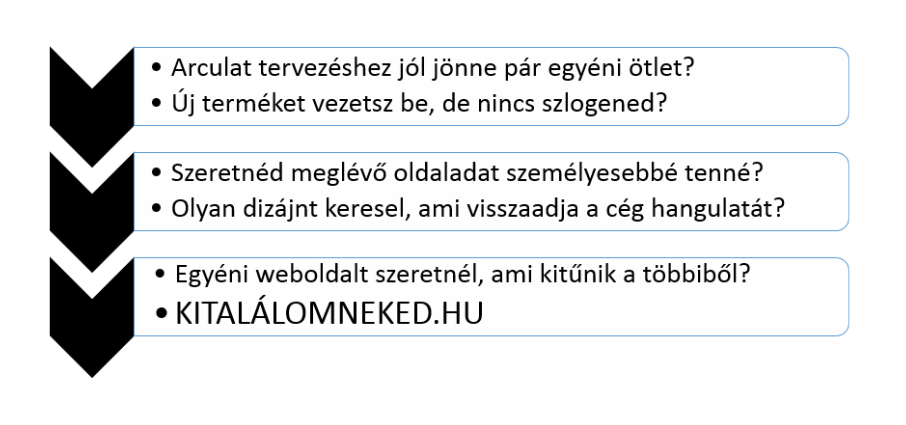 • Arculat tervezéshez jól jönne pár egyéni ötlet?
• Új terméket vezetsz be, de nincs szlogened?
• Szeretnéd meglévő oldaladat személyesebbé tenné?
• Olyan dizájnt keresel, ami visszaadja a cég hangulatát?
• Egyéni weboldalt szeretnél, ami kitűnik a többiből?
• KITALÁLOMNEKED.HU